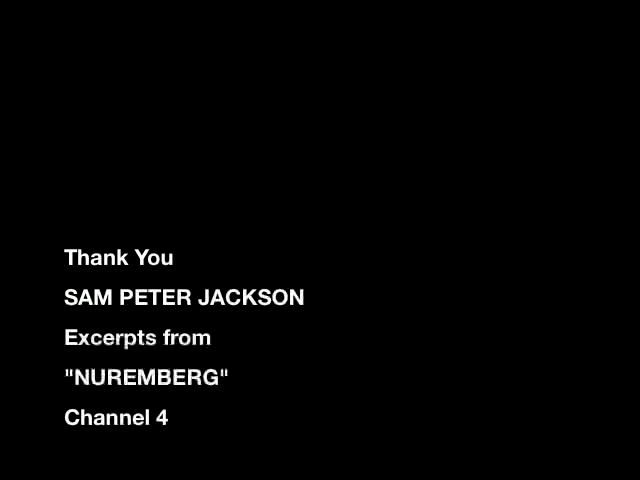 Thank You
SAM PETER JACKSON
Excerpts from
"NUREMBERG"
Channel 4